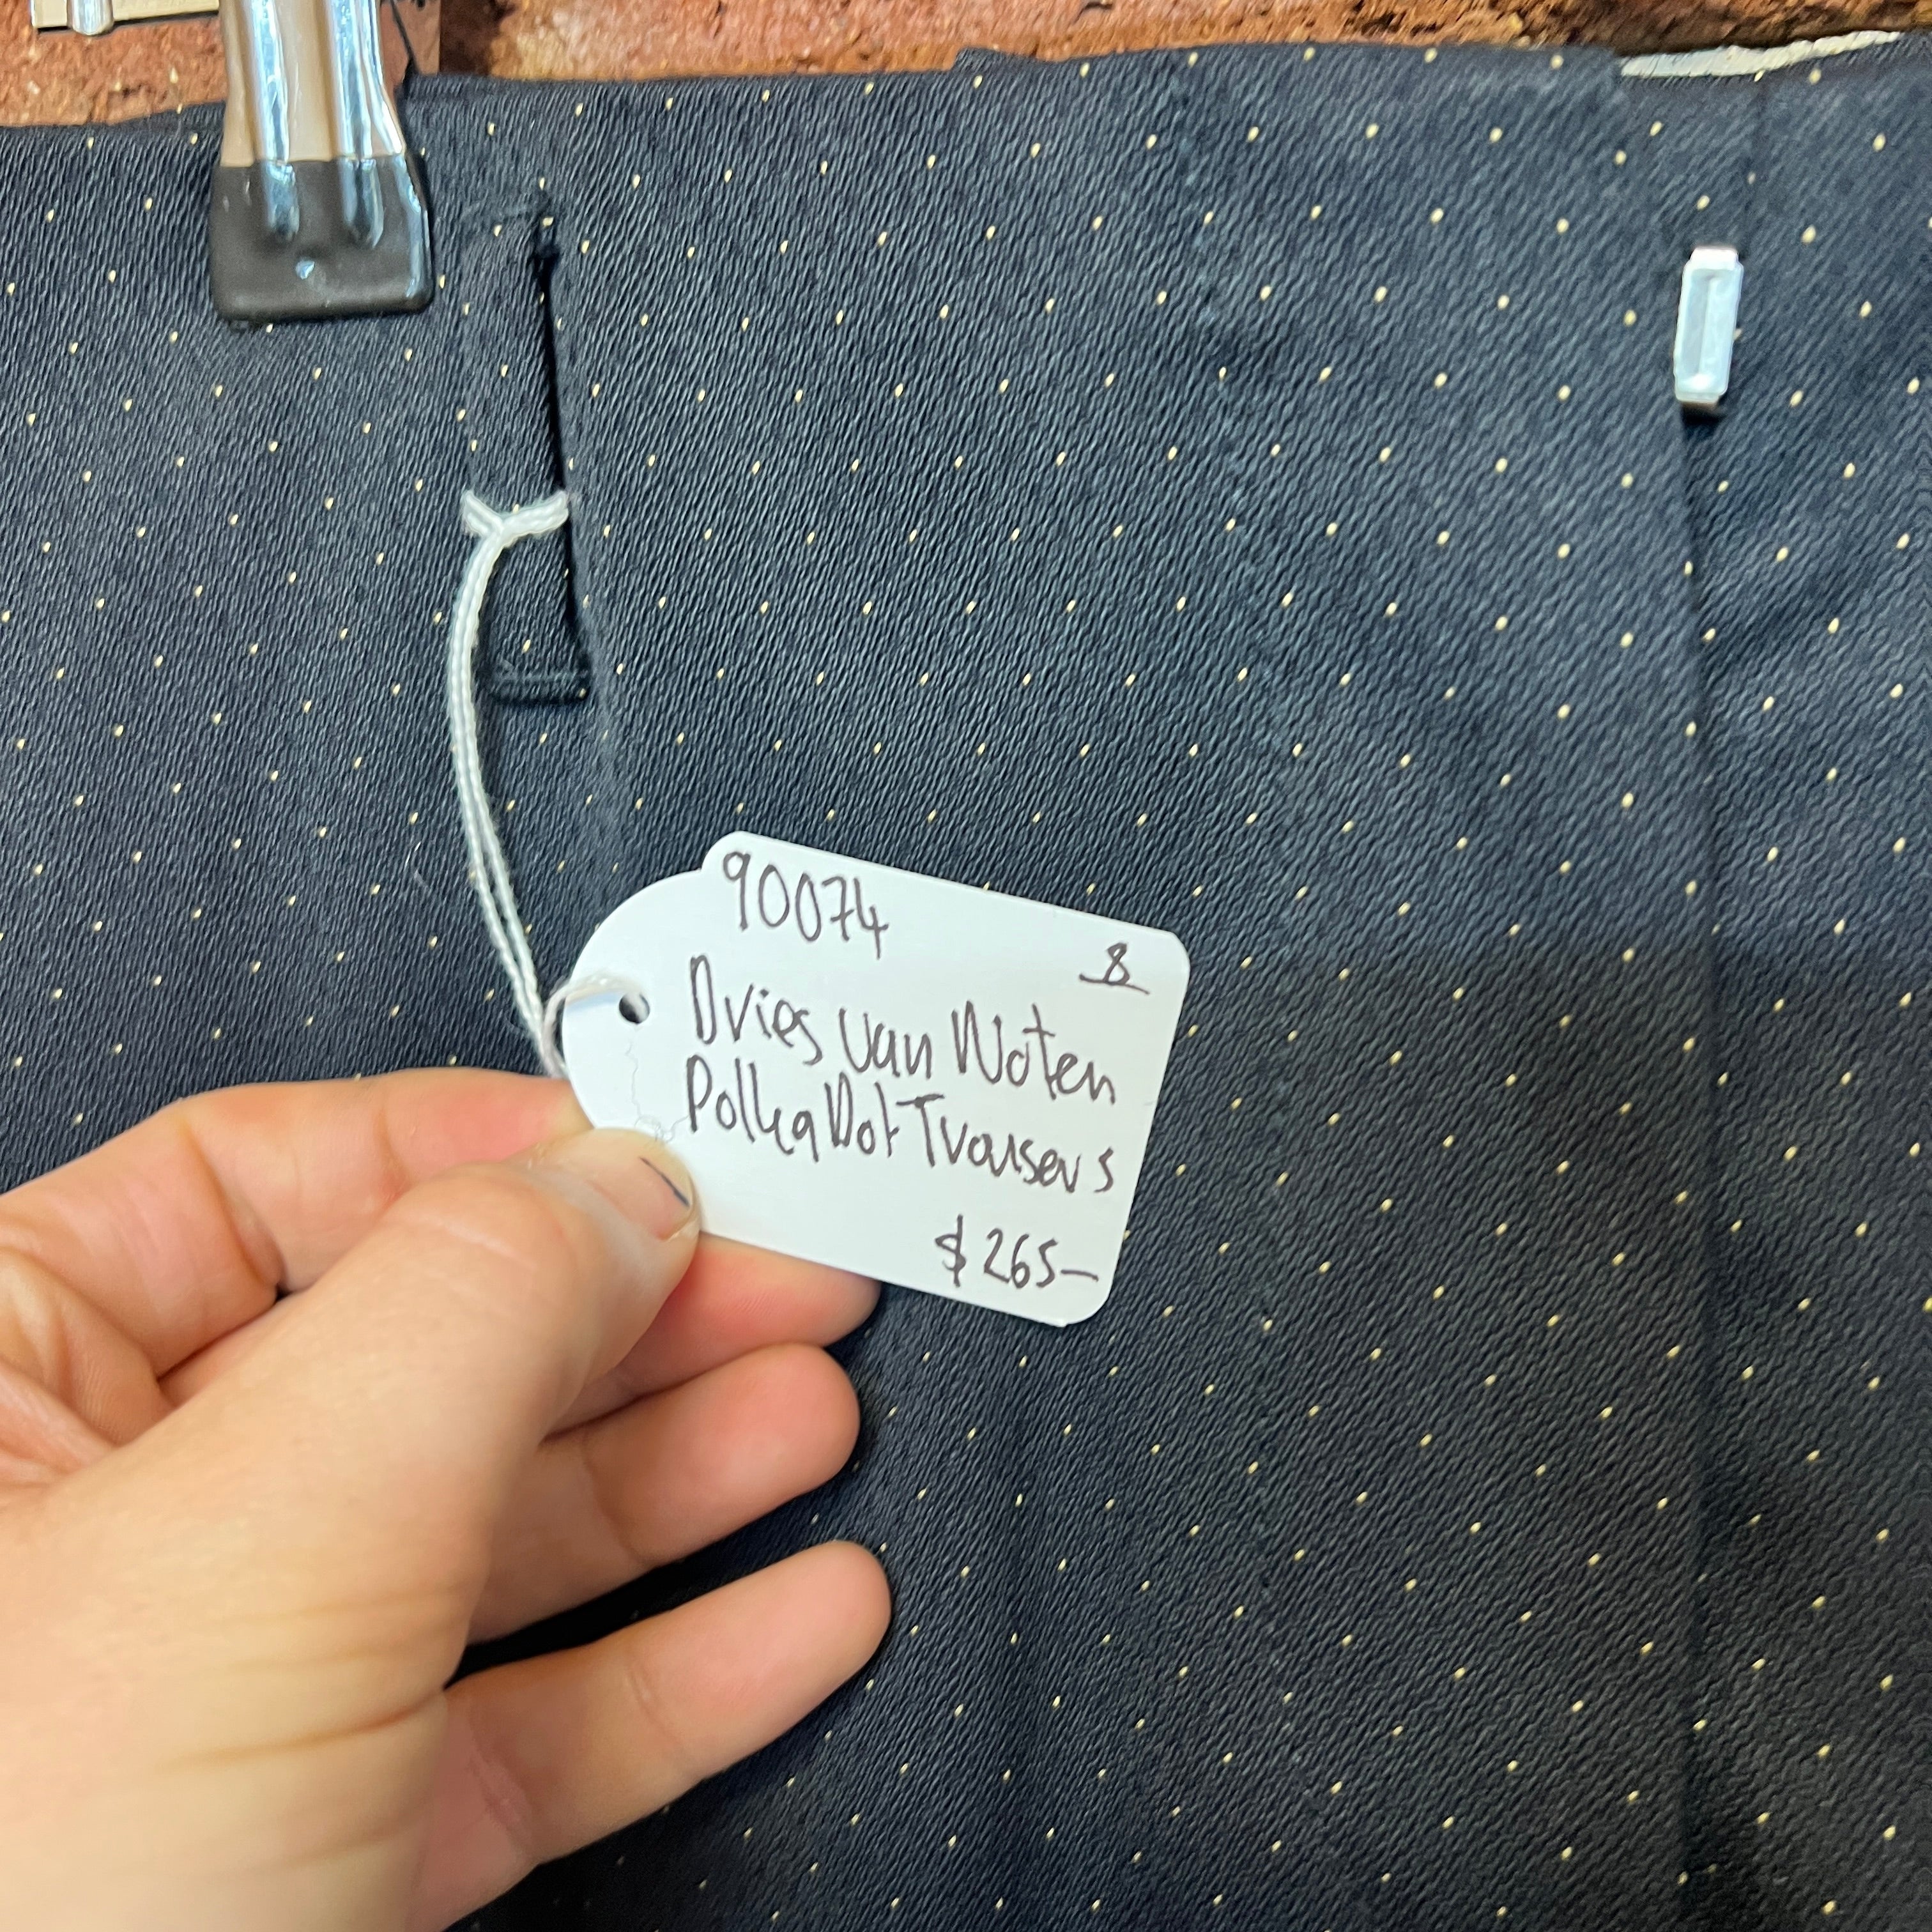 90074
8
Dries Van Noten
Polka Dot Trousers
$265-